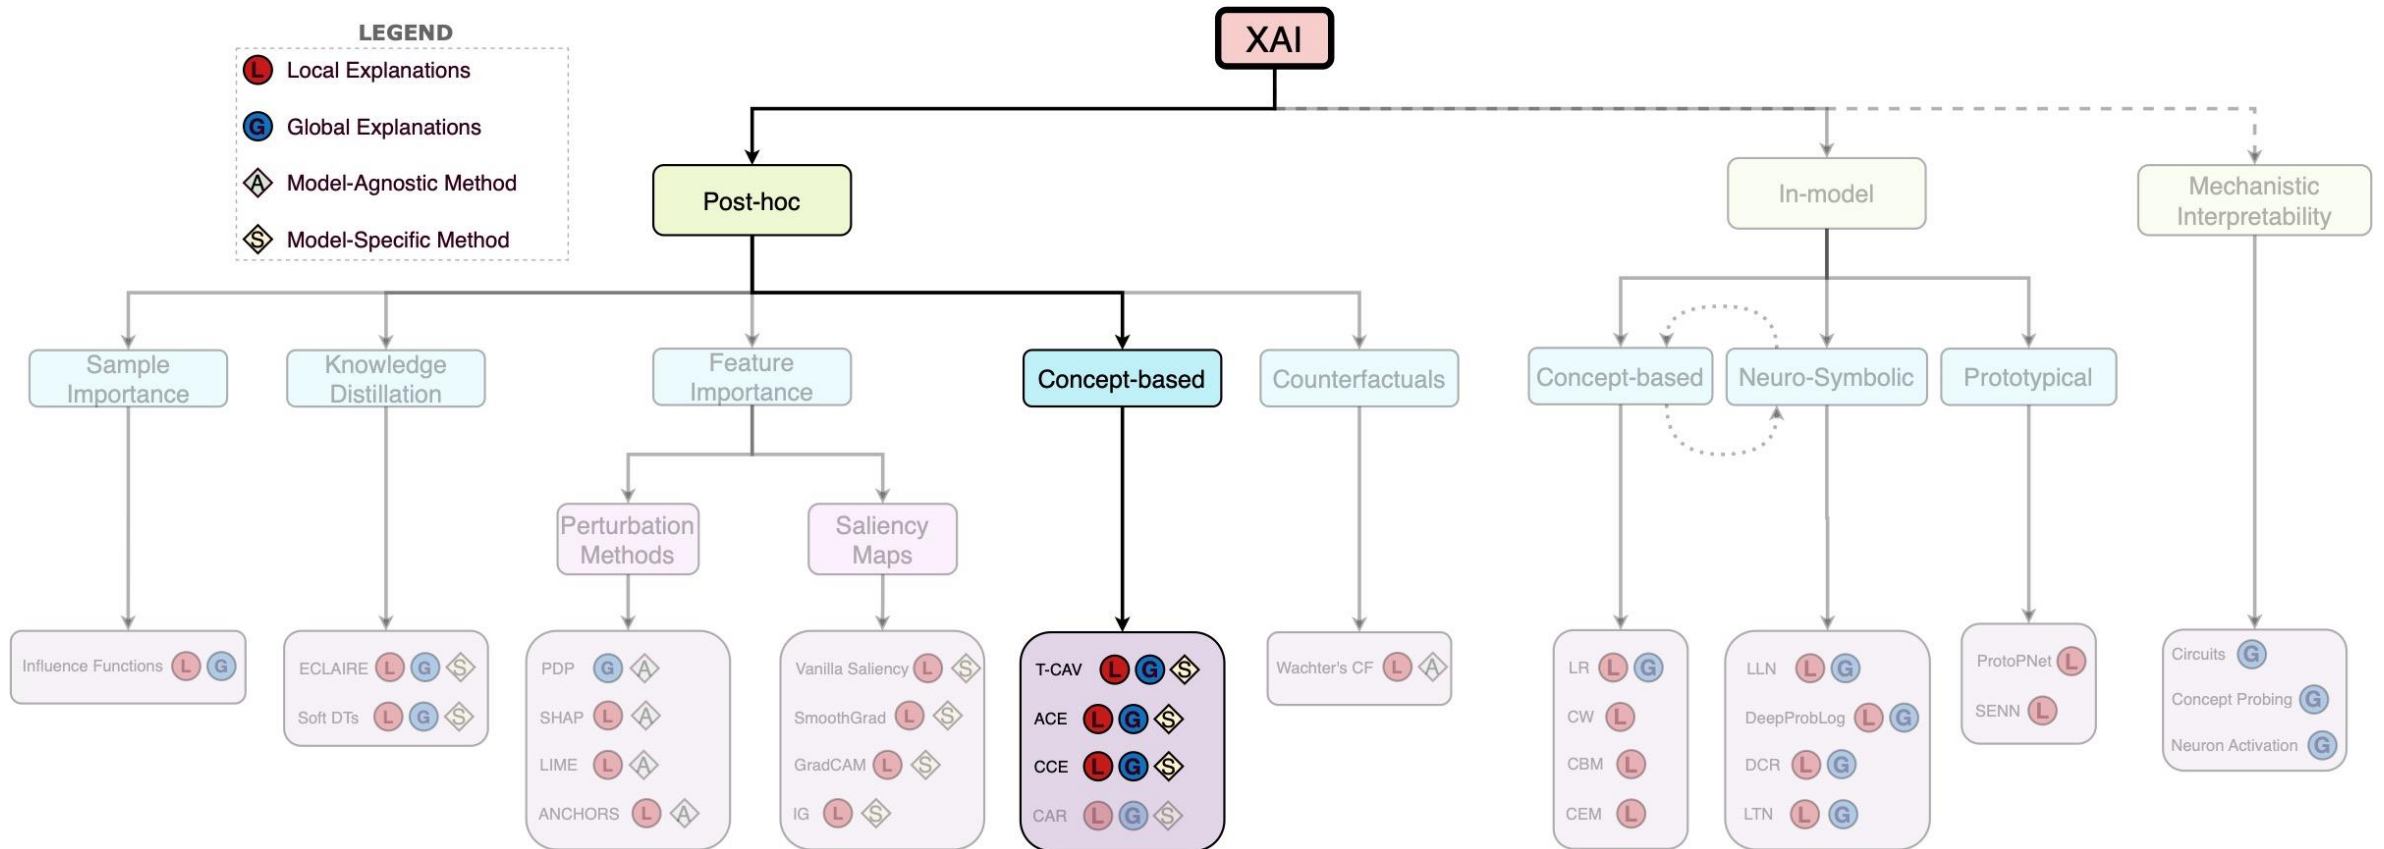 XAI
LEGEND
L Local Explanations
G Global Explanations
A Model-Agnostic Method
S Model-Specific Method
Post-hoc
In-model
Mechanistic
Interpretability
Sample
Importance
Knowledge
Distillation
Feature
Importance
Concept-based
Counterfactuals
Concept-based
Neuro-Symbolic
Prototypical
Perturbation
Methods
Saliency
Maps
Influence Functions L G
ECLAIRE L G S
Soft DTs L G S
PDP G A
SHAP L A
LIME L A
ANCHORS L A
Vanilla Saliency L S
SmoothGrad L S
GradCAM L S
IG L S
T-CAV L G S
ACE L G S
CCE L G S
CAR L G S
Wachter's CF L A
LR L G
CW L
CBM L
CEM L
LLN L G
DeepProbLog L G
DCR L G
LTN L G
ProtoPNet L
SENN L
Circuits G
Concept Probing G
Neuron Activation G